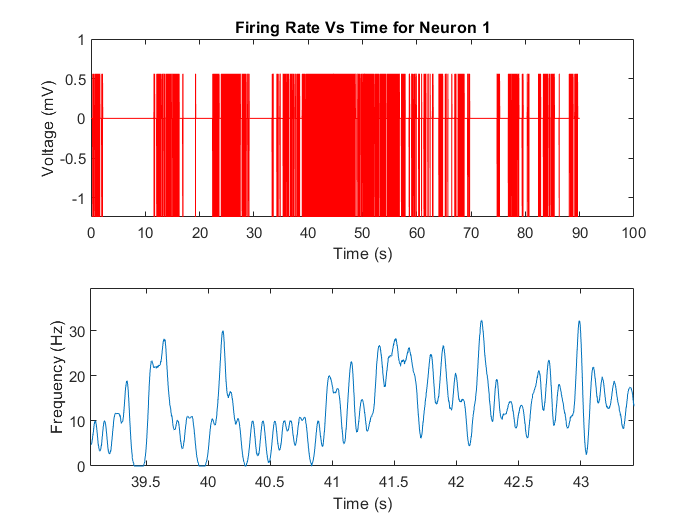 Firing Rate Vs Time for Neuron 1
1
0.5
0
-0.5
-1
Voltage (mV)
0 10 20 30 40 50 60 70 80 90 100
Time (s)
30
20
10
0
Frequency (Hz)
39.5 40 40.5 41 41.5 42 42.5 43
Time (s)